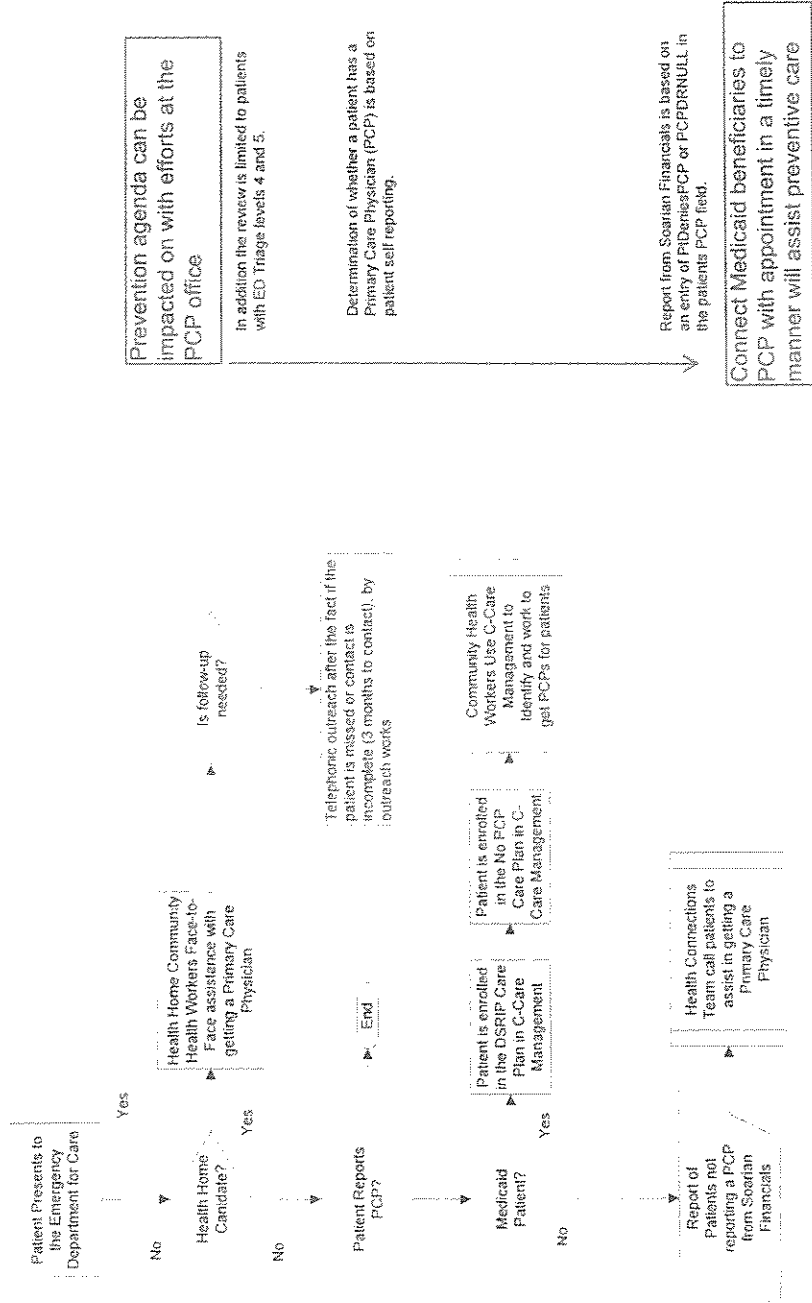 Patient Presents to
the Emergency
Department for Care
Yes
No
Health Home
Candidate?
Yes
Health Home Community
Health Workers Face-to-
Face assistance with
getting a Primary Care
Physician
Is follow-up
needed?
No
Patient Reports
PCP?
End
Telephonic outreach after the fact if the
patient is missed or contact is
incomplete (3 months to contact), by
outreach works
Medicaid
Patient?
Yes
No
Patient is enrolled
in the DSRIP Care
Plan in C-Care
Management
Patient is enrolled
in the No PCP
Care Plan in C-
Care Management
Community Health
Workers Use C-Care
Management to
Identify and work to
get PCPs for patients
Report of
Patients not
reporting a PCP
from Soarian
Financials
Health Connections
Team call patients to
assist in getting a
Primary Care
Physician
Prevention agenda can be
impacted on with efforts at the
PCP office
In addition the review is limited to patients
with ED Triage levels 4 and 5.
Determination of whether a patient has a
Primary Care Physician (PCP) is based on
patient self reporting.
Report from Soarian Financials is based on
an entry of PtDeniesPCP or PCPDRNULL in
the patients PCP field.
Connect Medicaid beneficiaries to
PCP with appointment in a timely
manner will assist preventive care